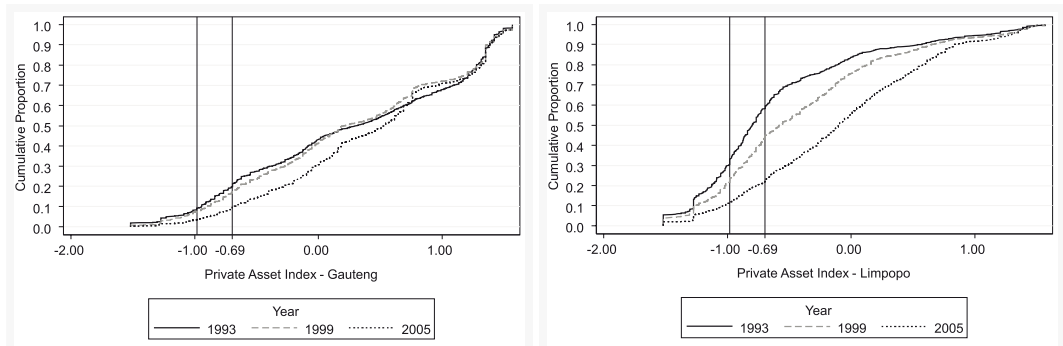 Cumulative Proportion
1.0
0.9
0.8
0.7
0.6
0.5
0.4
0.3
0.2
0.1
0.0
-2.00 -1.00 -0.69 0.00 1.00
Private Asset Index - Gauteng
Year
1993 1999 2005
Cumulative Proportion
1.0
0.9
0.8
0.7
0.6
0.5
0.4
0.3
0.2
0.1
0.0
-2.00 -1.00 -0.69 0.00 1.00
Private Asset Index - Limpopo
Year
1993 1999 2005